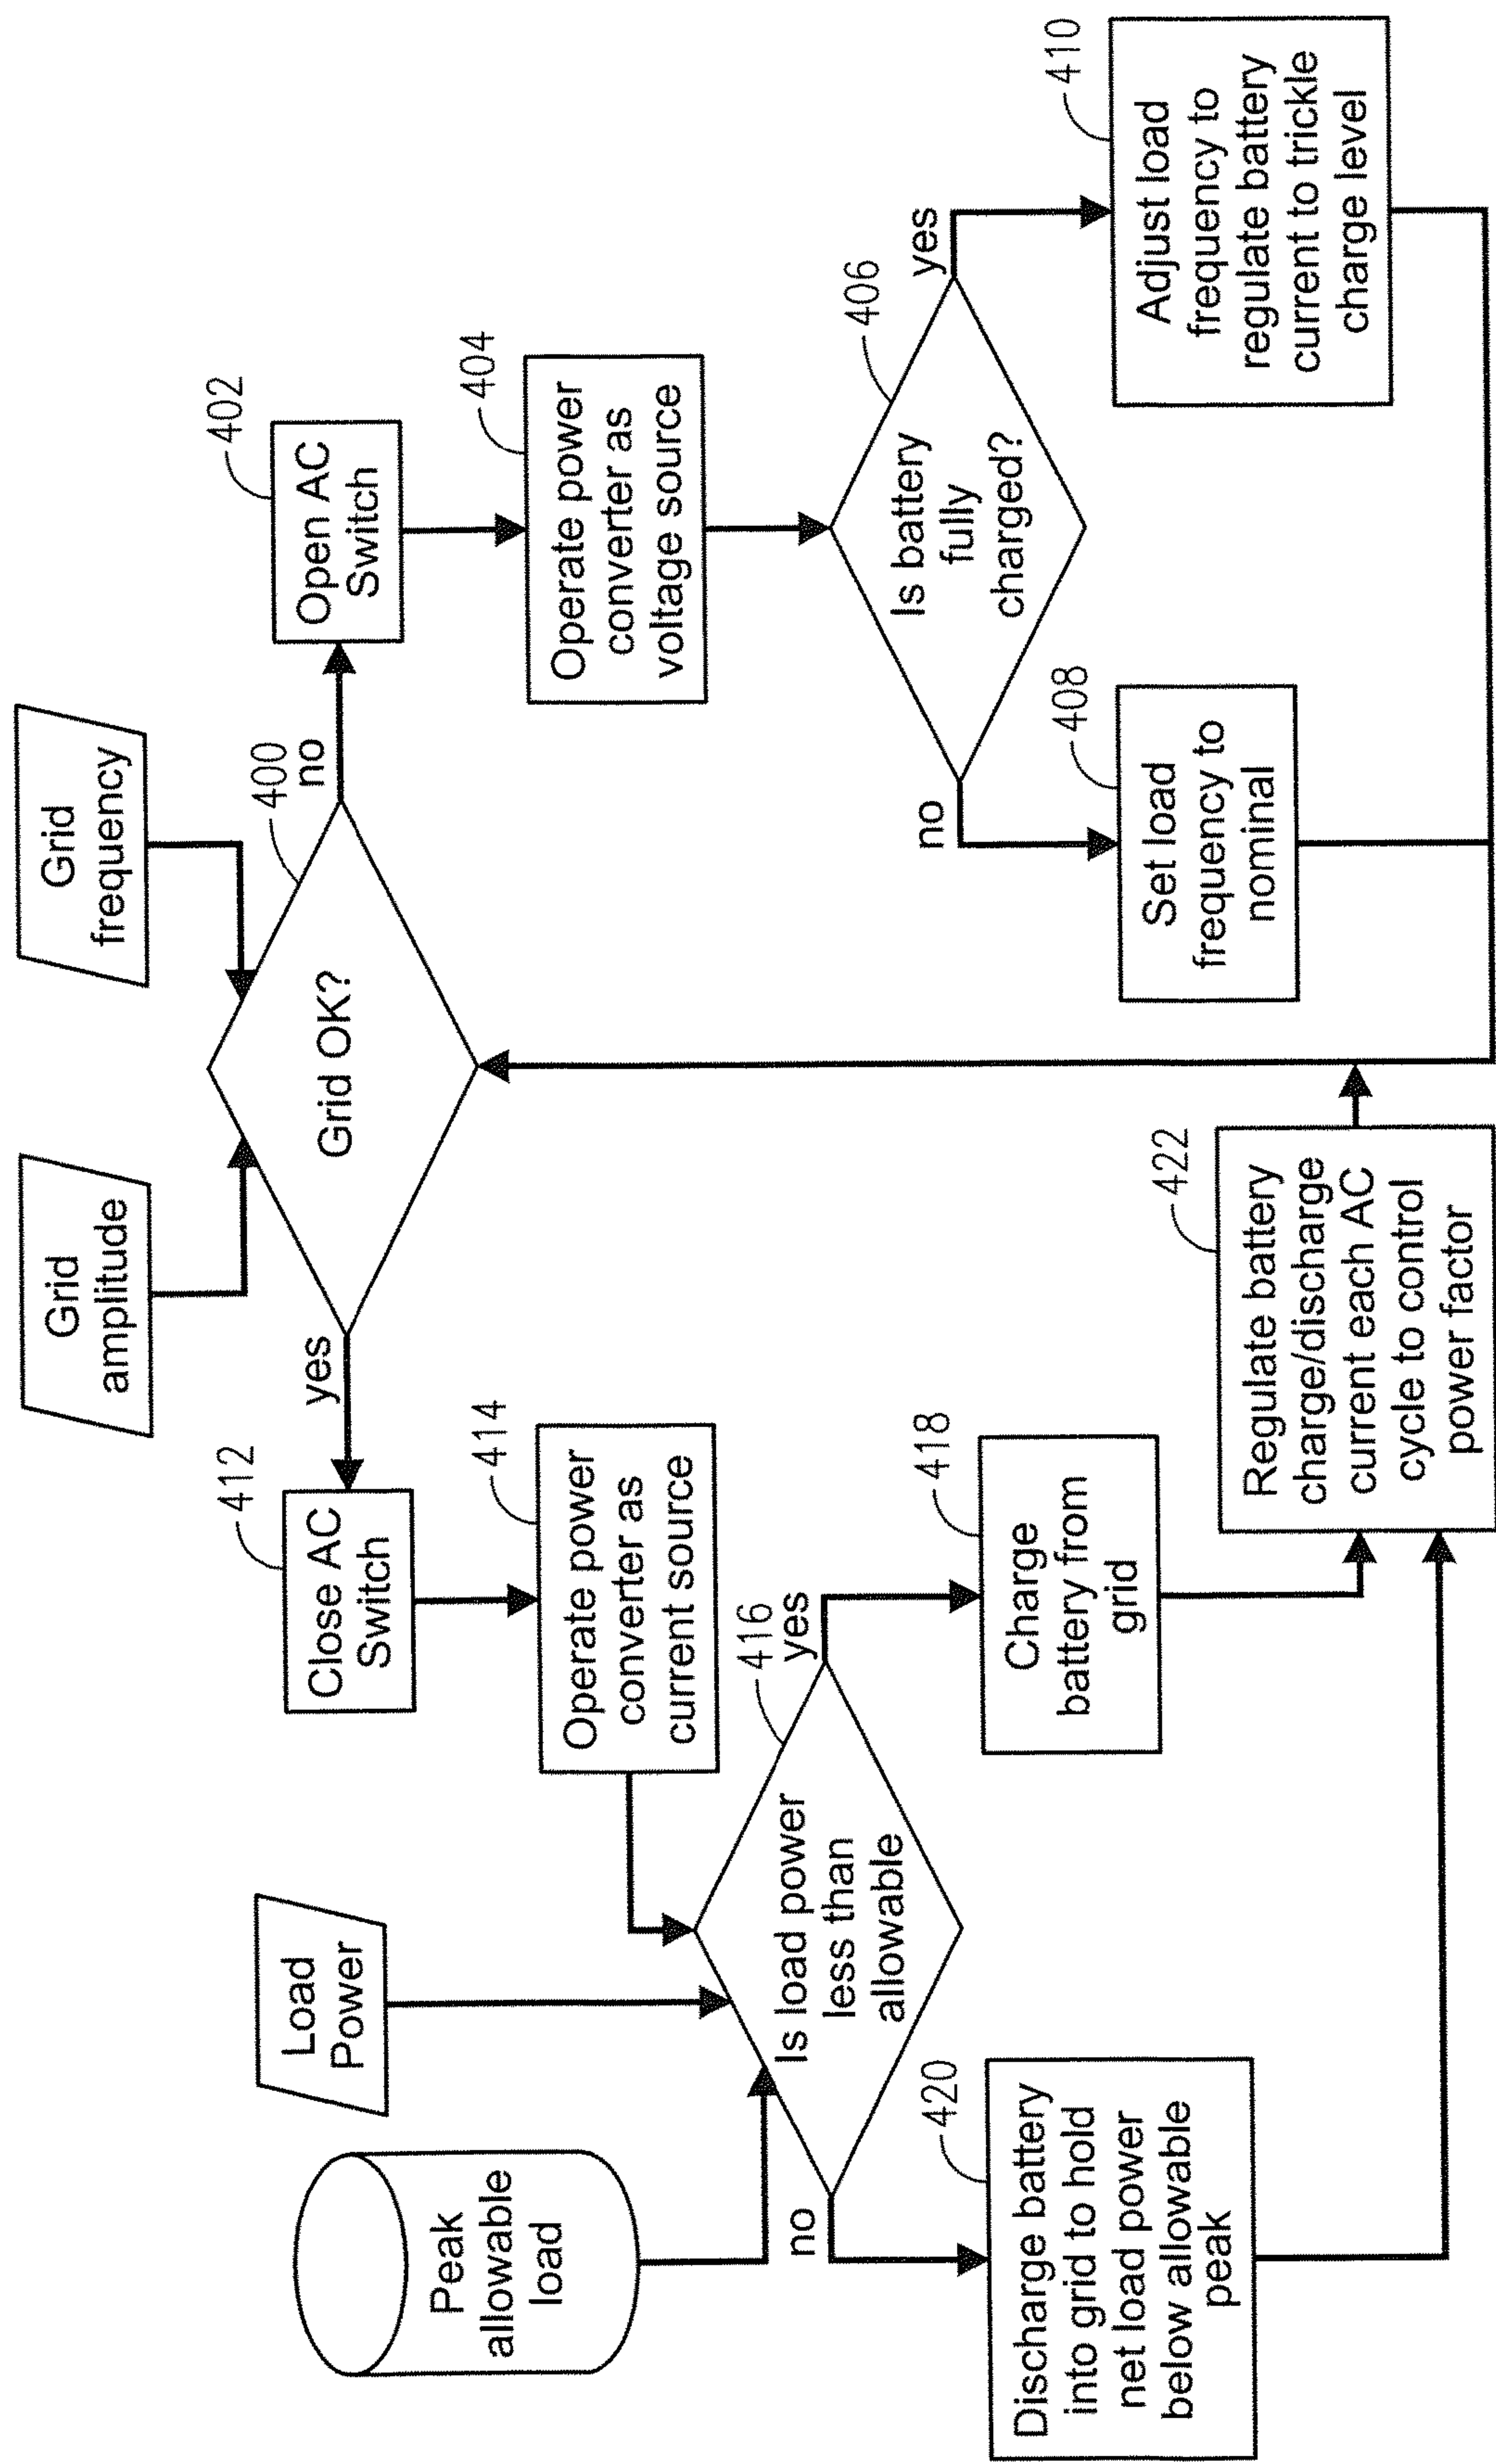 Grid
amplitude
Grid
frequency
Grid OK?
400
yes
no
412
Close AC
Switch
402
Open AC
Switch
414
Operate power
converter as
current source
404
Operate power
converter as
voltage source
Peak
allowable
load
Load
Power
416
Is load power
less than
allowable
no
yes
406
Is battery
fully
charged?
no
yes
420
Discharge battery
into grid to hold
net load power
below allowable
peak
418
Charge
battery from
grid
408
Set load
frequency to
nominal
410
Adjust load
frequency to
regulate battery
current to trickle
charge level
422
Regulate battery
charge/discharge
current each AC
cycle to control
power factor